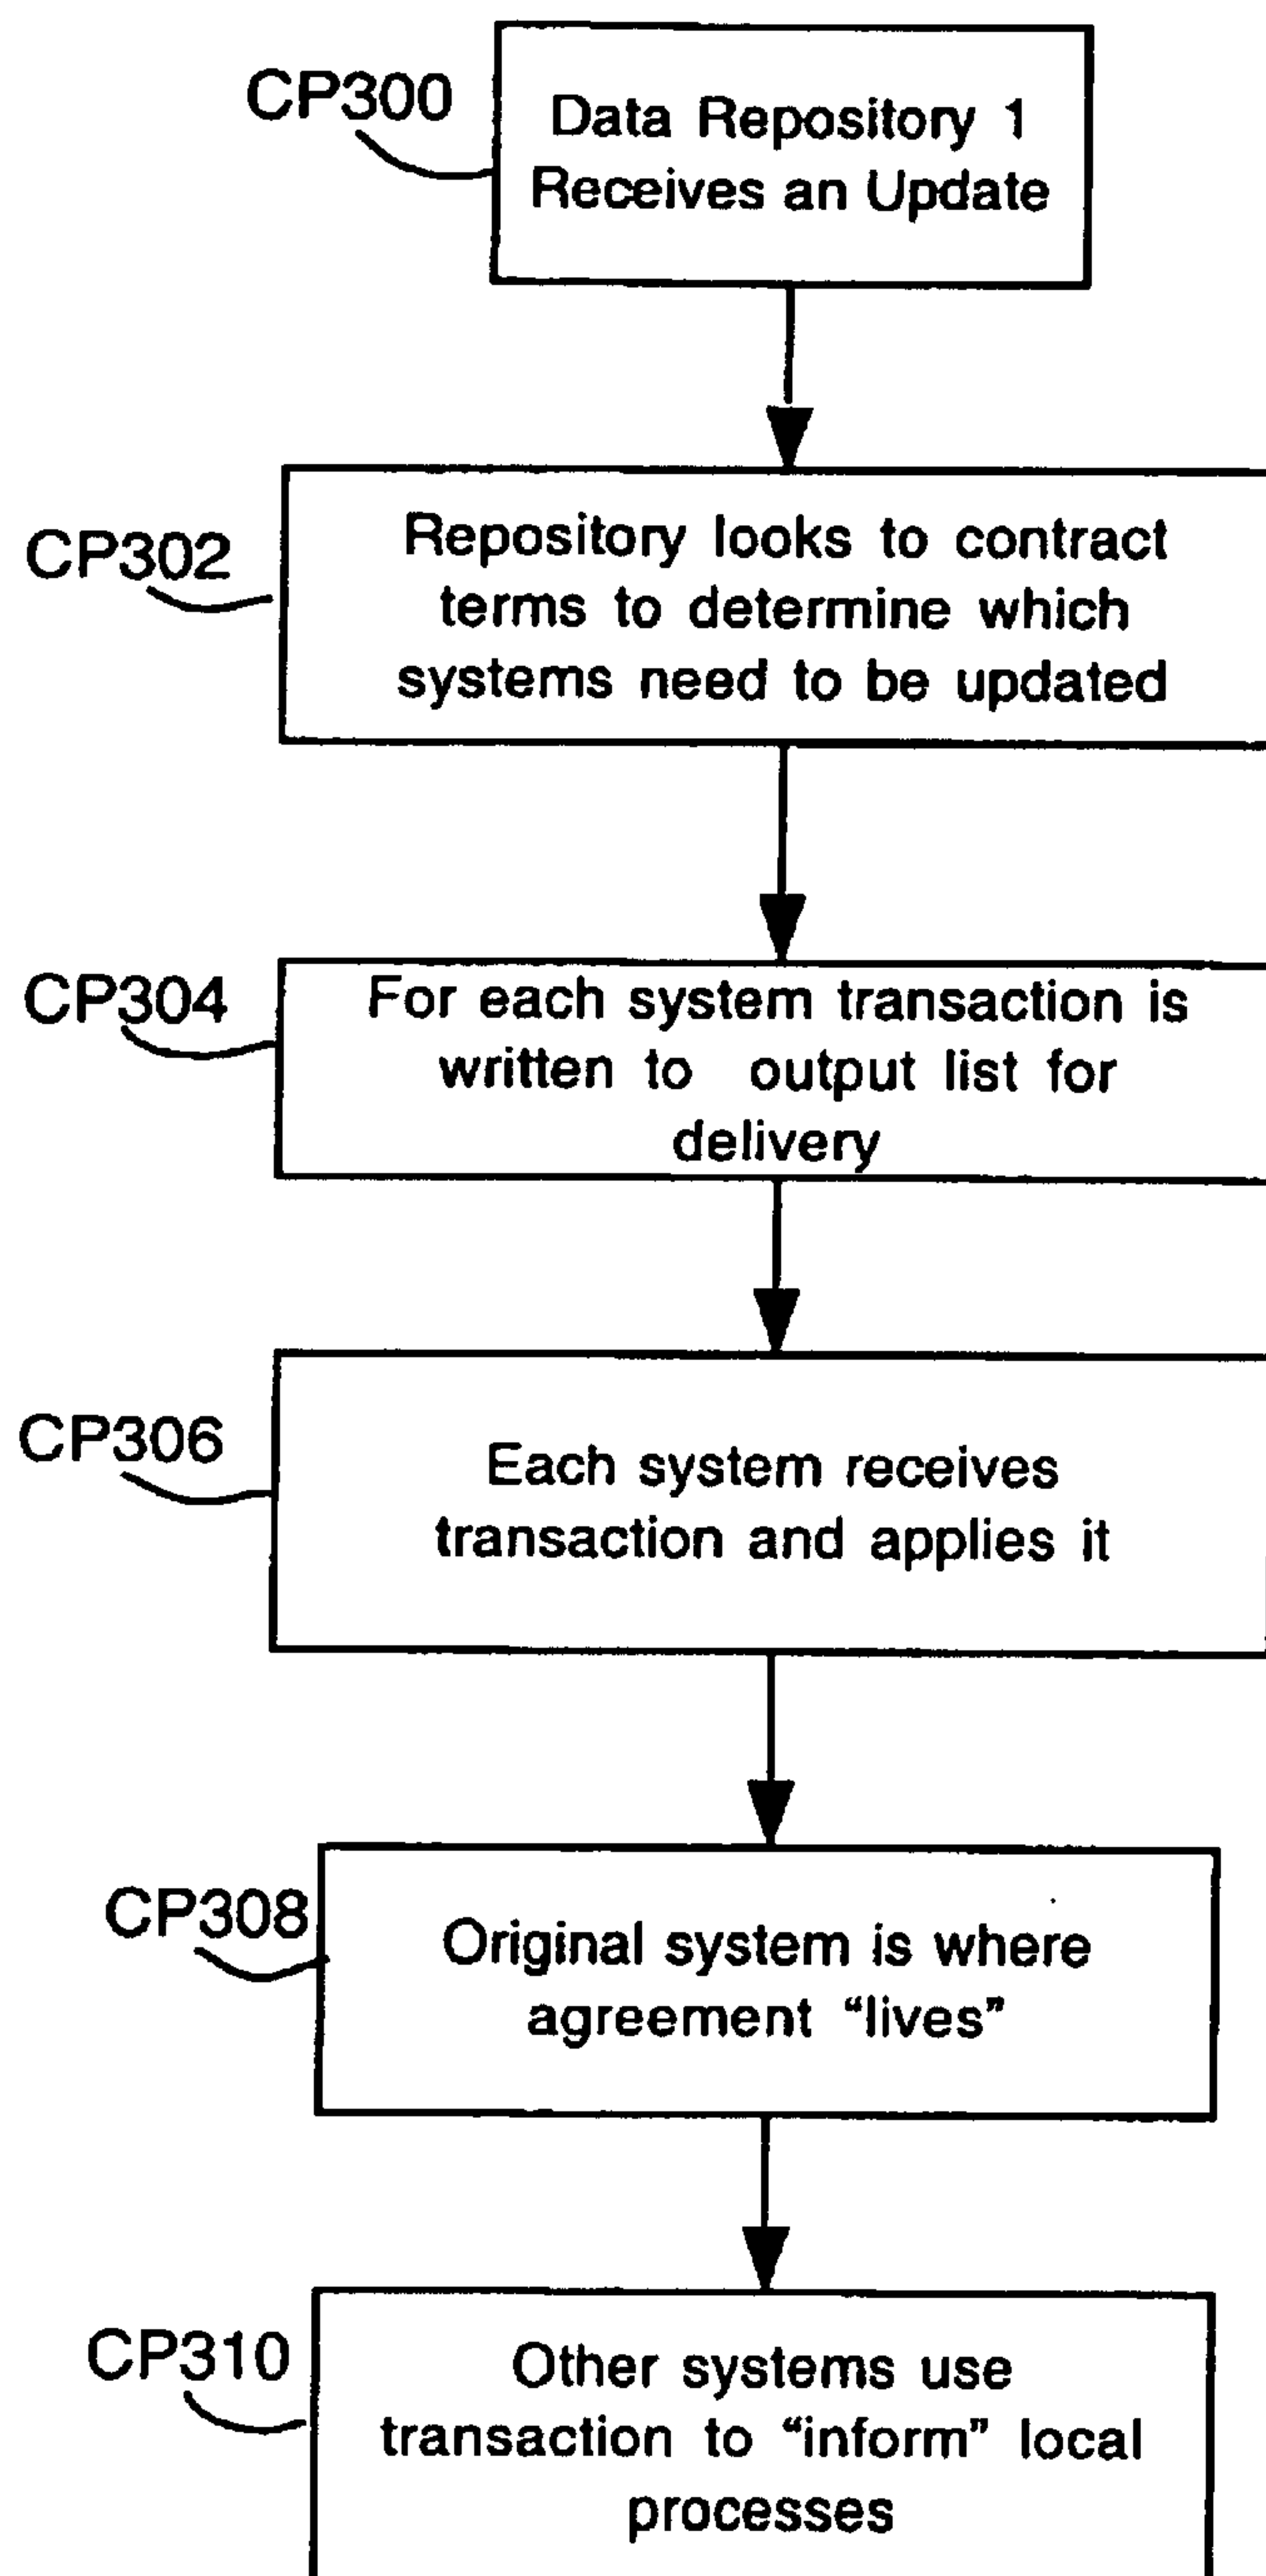 CP300
Data Repository 1
Receives an Update
CP302
Repository looks to contract
terms to determine which
systems need to be updated
CP304
For each system transaction is
written to output list for
delivery
CP306
Each system receives
transaction and applies it
CP308
Original system is where
agreement “lives”
CP310
Other systems use
transaction to “inform” local
processes